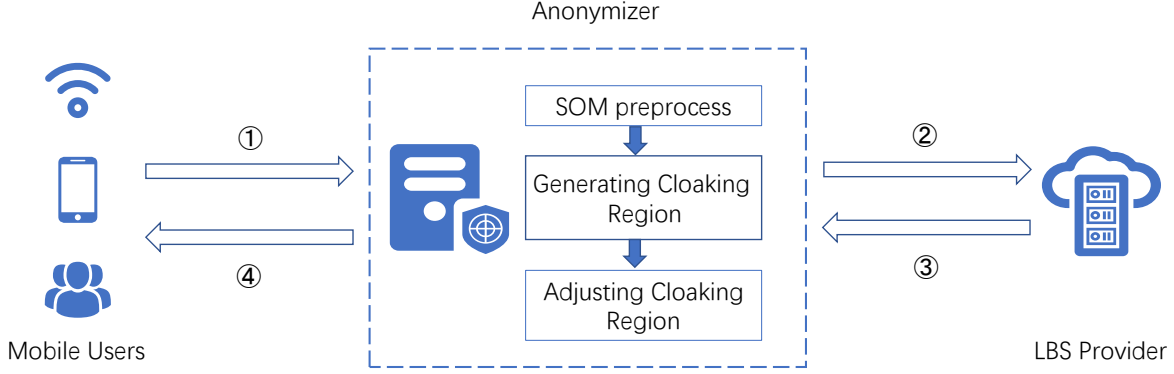 Anonymizer
SOM preprocess
①
②
Generating Cloaking
Region
④
③
Adjusting Cloaking
Region
Mobile Users
LBS Provider